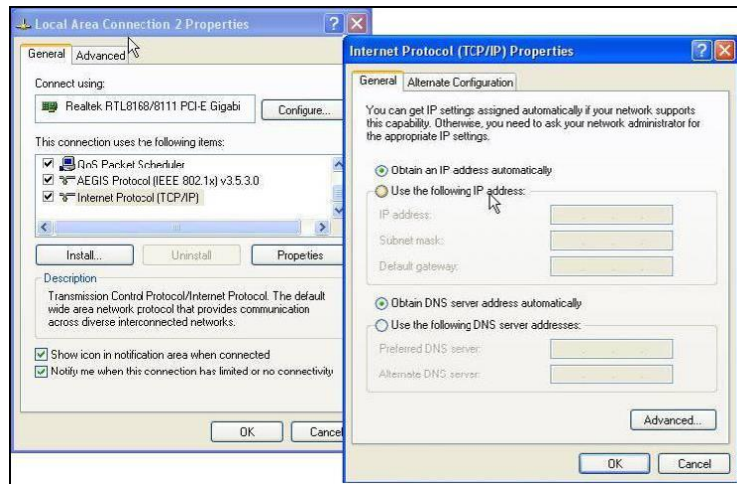 Local Area Connection 2 Properties
General
Advanced
Connect using:
Realtek RTL8168/8111 PCI-E Gigabi
Configure...
This connection uses the following items:
QoS Packet Scheduler
AEGIS Protocol (IEEE 802.1x) v3.5.3.0
Internet Protocol (TCP/IP)
Install...
Uninstall
Properties
Description
Transmission Control Protocol/Internet Protocol. The default
wide area network protocol that provides communication
across diverse interconnected networks.
Show icon in notification area when connected
Notify me when this connection has limited or no connectivity
OK
Cancel
Internet Protocol (TCP/IP) Properties
General
Alternate Configuration
You can get IP settings assigned automatically if your network supports
this capability. Otherwise, you need to ask your network administrator for
the appropriate IP settings.
Obtain an IP address automatically
Use the following IP address:
IP address:
Subnet mask:
Default gateway:
Obtain DNS server address automatically
Use the following DNS server addresses:
Preferred DNS server:
Alternate DNS server:
Advanced...
OK
Cancel